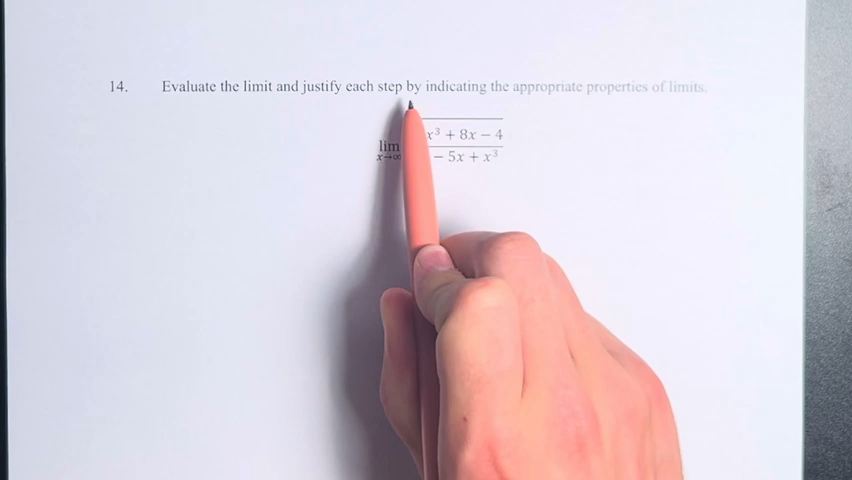 14. Evaluate the limit and justify each step by indicating the appropriate properties of limits.
lim x→∞ x³ + 8x − 4
− 5x + x³